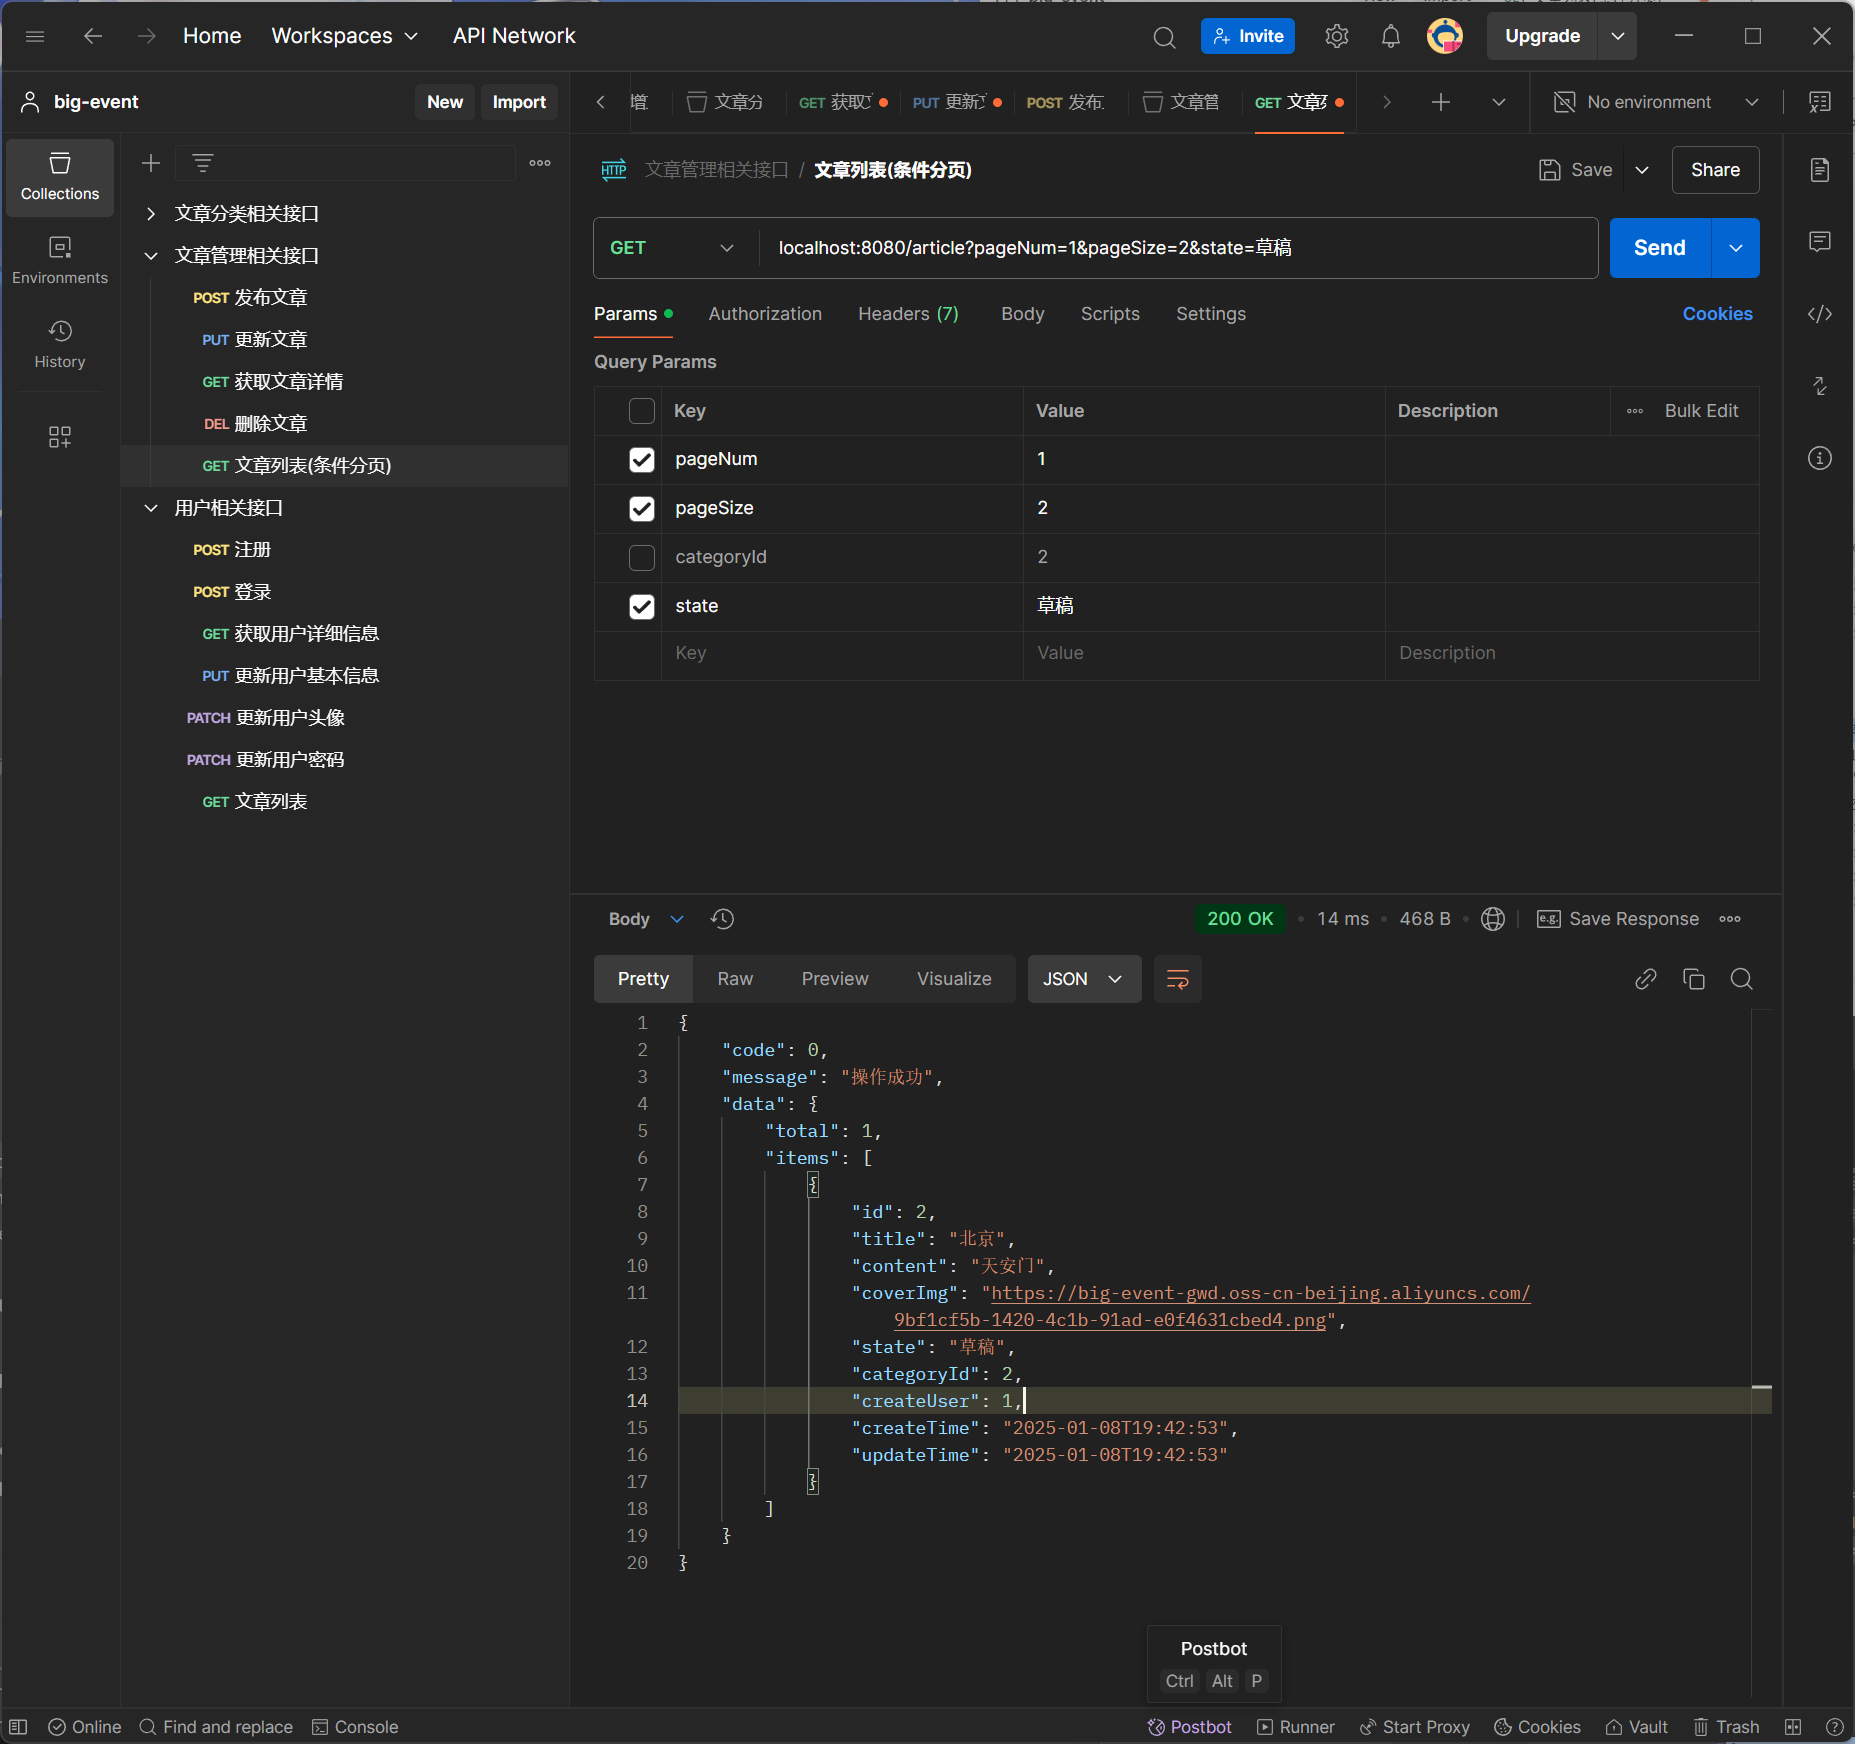 Home Workspaces API Network Invite Upgrade
big-event New Import
增 文章分 GET 获取 PUT 更新 POST 发布 文章管 GET 文章 No environment
Collections
Environments
History
文章分类相关接口
文章管理相关接口
POST 发布文章
PUT 更新文章
GET 获取文章详情
DEL 删除文章
GET 文章列表(条件分页)
用户相关接口
POST 注册
POST 登录
GET 获取用户详细信息
PUT 更新用户基本信息
PATCH 更新用户头像
PATCH 更新用户密码
GET 文章列表
HTTP 文章管理相关接口 / 文章列表(条件分页) Save Share
GET localhost:8080/article?pageNum=1&pageSize=2&state=草稿 Send
Params Authorization Headers (7) Body Scripts Settings Cookies
Query Params
Key Value Description Bulk Edit
pageNum 1
pageSize 2
categoryId 2
state 草稿
Key Value Description
Body 200 OK 14 ms 468 B e.g. Save Response
Pretty Raw Preview Visualize JSON
1 {
2 "code": 0,
3 "message": "操作成功",
4 "data": {
5 "total": 1,
6 "items": [
7 {
8 "id": 2,
9 "title": "北京",
10 "content": "天安门",
11 "coverImg": "https://big-event-gwd.oss-cn-beijing.aliyuncs.com/
9bf1cf5b-1420-4c1b-91ad-e0f4631cbed4.png",
12 "state": "草稿",
13 "categoryId": 2,
14 "createUser": 1,
15 "createTime": "2025-01-08T19:42:53",
16 "updateTime": "2025-01-08T19:42:53"
17 }
18 ]
19 }
20 }
Postbot
Ctrl Alt P
Online Find and replace Console Postbot Runner Start Proxy Cookies Vault Trash